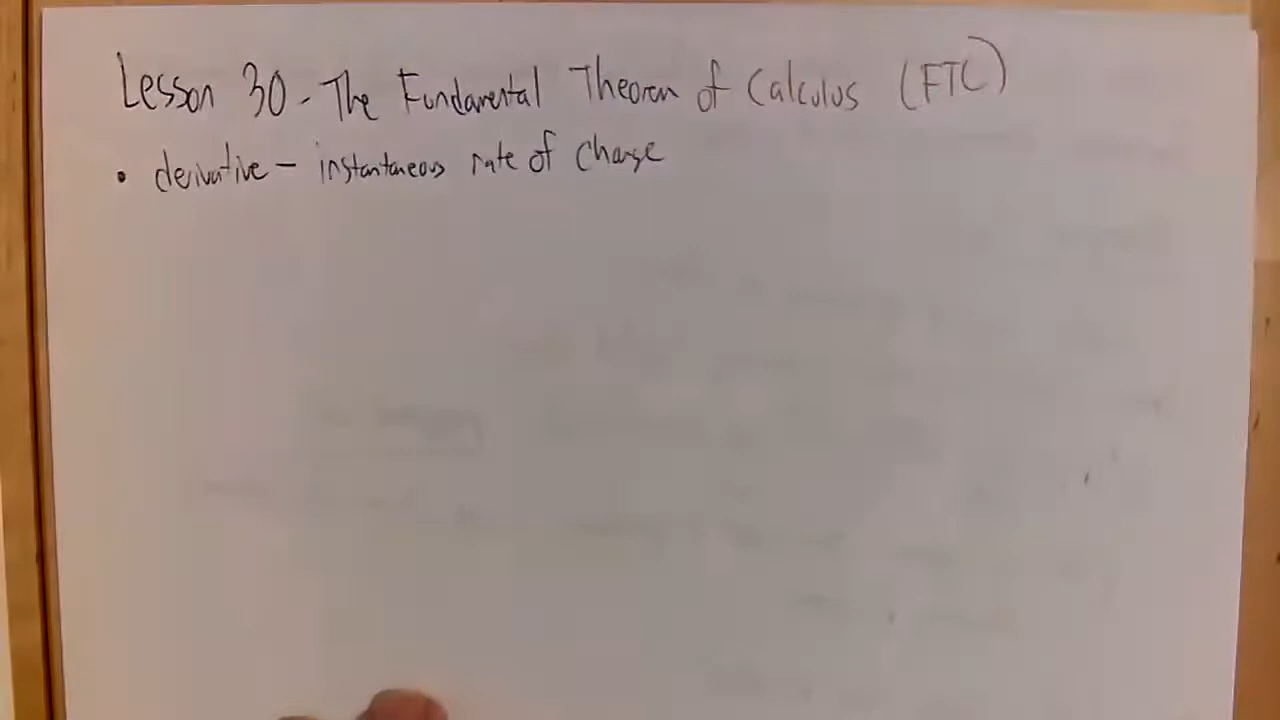 Lesson 30 - The Fundamental Theorem of Calculus (FTC)
• derivative - instantaneous rate of change